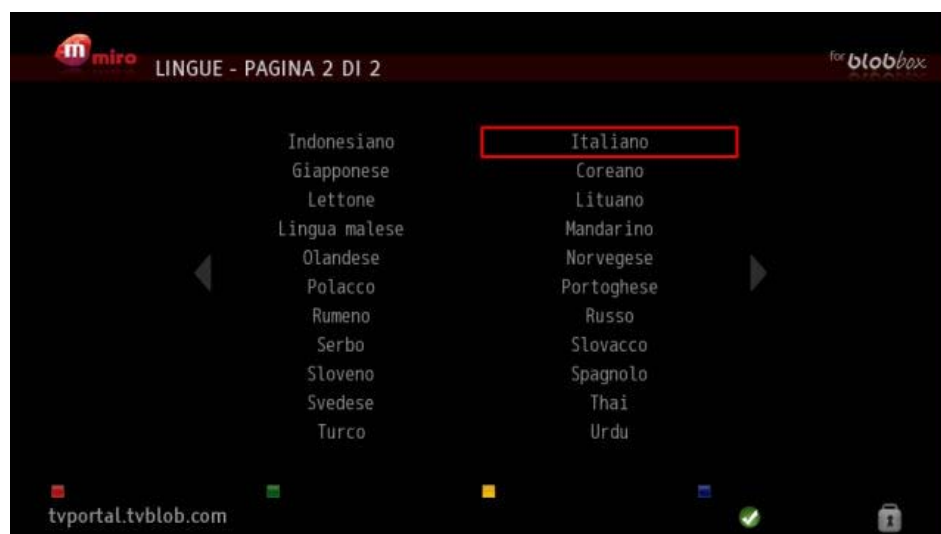 miro
LINGUE - PAGINA 2 DI 2
for blobbox
Indonesiano Italiano
Giapponese Coreano
Lettone Lituano
Lingua malese Mandarino
Olandese Norvegese
Polacco Portoghese
Rumeno Russo
Serbo Slovacco
Sloveno Spagnolo
Svedese Thai
Turco Urdu
tvportal.tvblob.com